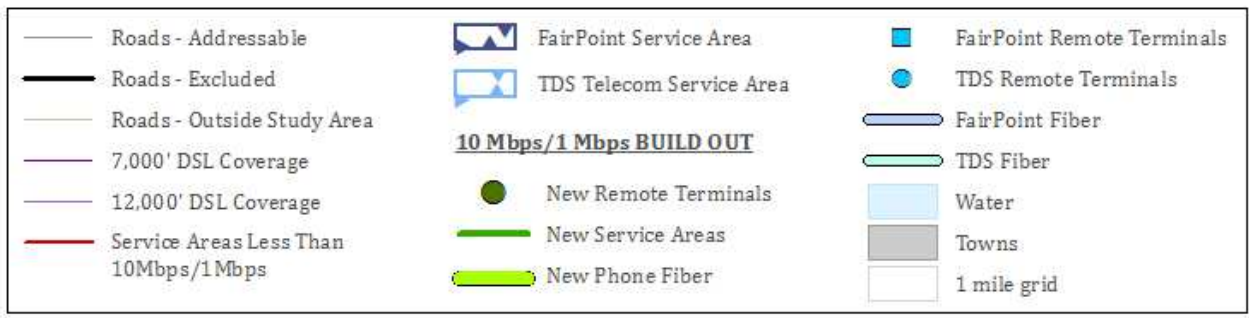 Roads - Addressable
Roads - Excluded
Roads - Outside Study Area
7,000' DSL Coverage
12,000' DSL Coverage
Service Areas Less Than
10Mbps/1Mbps
FairPoint Service Area
TDS Telecom Service Area
10 Mbps/1 Mbps BUILD OUT
New Remote Terminals
New Service Areas
New Phone Fiber
FairPoint Remote Terminals
TDS Remote Terminals
FairPoint Fiber
TDS Fiber
Water
Towns
1 mile grid